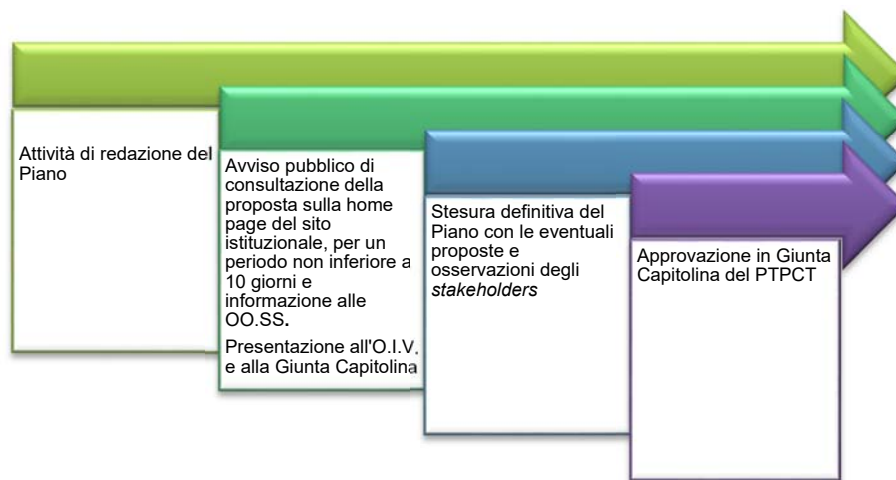 Attività di redazione del
Piano
Avviso pubblico di
consultazione della
proposta sulla home
page del sito
istituzionale, per un
periodo non inferiore a
10 giorni e
informazione alle
OO.SS.
Presentazione all'O.I.V.
e alla Giunta Capitolina
Stesura definitiva del
Piano con le eventuali
proposte e
osservazioni degli
stakeholders
Approvazione in Giunta
Capitolina del PTPCT